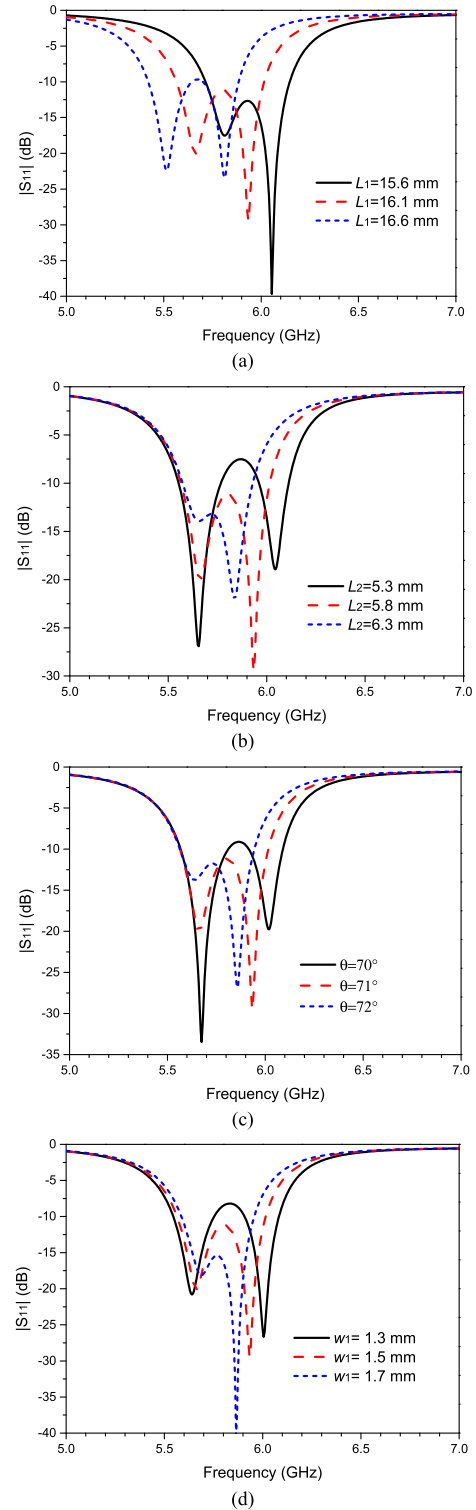 0
-5
-10
-15
-20
-25
-30
-35
-40
|S11| (dB)
L1=15.6 mm
L1=16.1 mm
L1=16.6 mm
5.0 5.5 6.0 6.5 7.0
Frequency (GHz)
(a)
0
-5
-10
-15
-20
-25
-30
|S11| (dB)
L2=5.3 mm
L2=5.8 mm
L2=6.3 mm
5.0 5.5 6.0 6.5 7.0
Frequency (GHz)
(b)
0
-5
-10
-15
-20
-25
-30
-35
|S11| (dB)
θ=70°
θ=71°
θ=72°
5.0 5.5 6.0 6.5 7.0
Frequency (GHz)
(c)
0
-5
-10
-15
-20
-25
-30
-35
-40
|S11| (dB)
w1= 1.3 mm
w1= 1.5 mm
w1= 1.7 mm
5.0 5.5 6.0 6.5 7.0
Frequency (GHz)
(d)